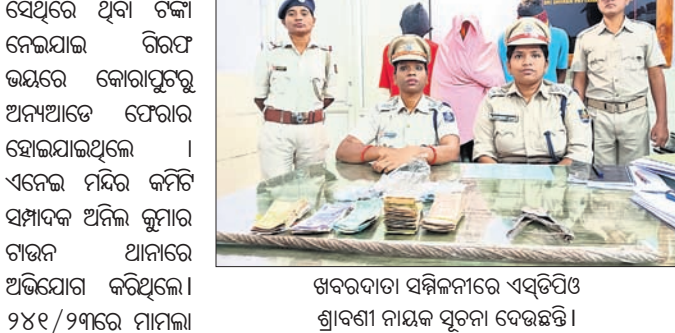 ସେଥିରେ ଥିବା ଟଙ୍କା
ନେଇଯାଇ ଗିରଫ
ଭୟରେ କୋରାପୁଟରୁ
ଅନ୍ୟଆଡେ ଫେରାର
ହୋଇଯାଇଥିଲେ ।
ଏନେଇ ମନ୍ଦିର କମିଟି
ସମ୍ପାଦକ ଅନିଲ କୁମାର
ଟାଉନ ଥାନାରେ
ଅଭିଯୋଗ କରିଥିଲେ।
୨୪୧/୨୩ରେ ମାମଲା
ଖବରଦାତା ସମ୍ମିଳନୀରେ ଏସ୍‌ଡିପିଓ
ଶ୍ରାବଣୀ ନାୟକ ସୂଚନା ଦେଉଛନ୍ତି।